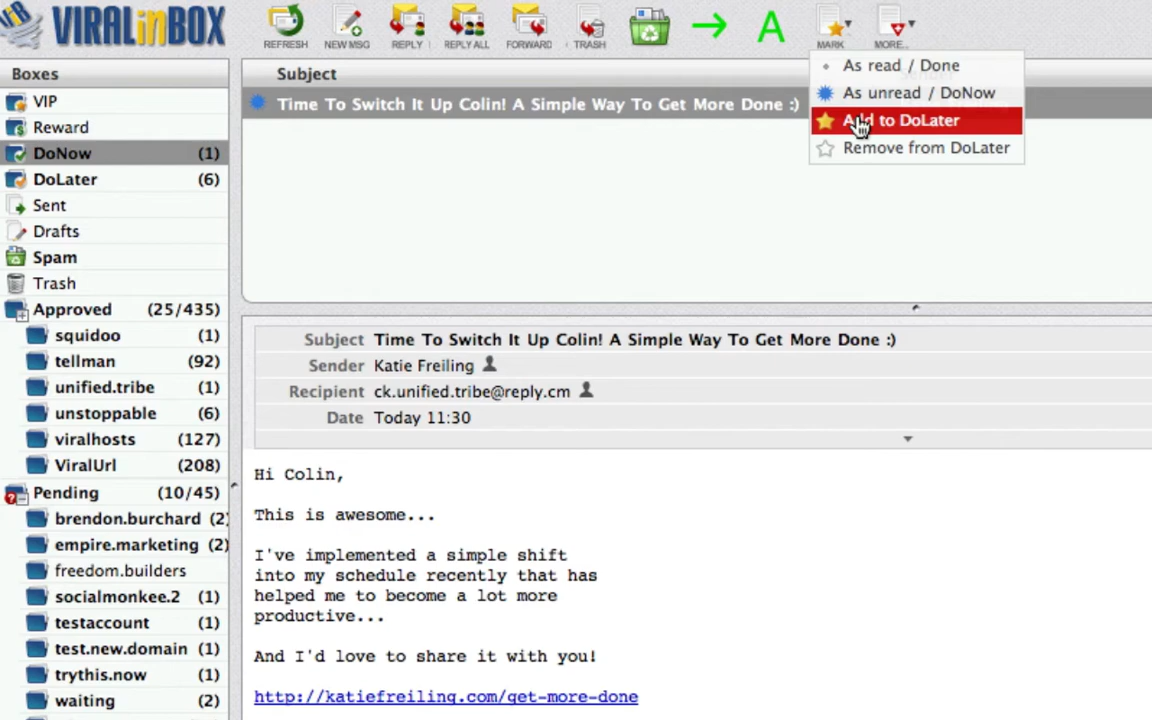 VIRALinBOX
REFRESH
NEW MSG
REPLY
REPLY ALL
FORWARD
TRASH
A
MARK
MORE..
Boxes
VIP
Reward
DoNow (1)
DoLater (6)
Sent
Drafts
Spam
Trash
Approved (25/435)
squidoo (1)
tellman (92)
unified.tribe (1)
unstoppable (6)
viralhosts (127)
ViralUrl (208)
Pending (10/45)
brendon.burchard (2)
empire.marketing (2)
freedom.builders
socialmonkee.2 (1)
testaccount (1)
test.new.domain (1)
trythis.now (1)
waiting (2)
Subject
Time To Switch It Up Colin! A Simple Way To Get More Done :)
As read / Done
As unread / DoNow
Add to DoLater
Remove from DoLater
Subject Time To Switch It Up Colin! A Simple Way To Get More Done :)
Sender Katie Freiling
Recipient ck.unified.tribe@reply.cm
Date Today 11:30
Hi Colin,
This is awesome...
I've implemented a simple shift
into my schedule recently that has
helped me to become a lot more
productive...
And I'd love to share it with you!
http://katiefreiling.com/get-more-done